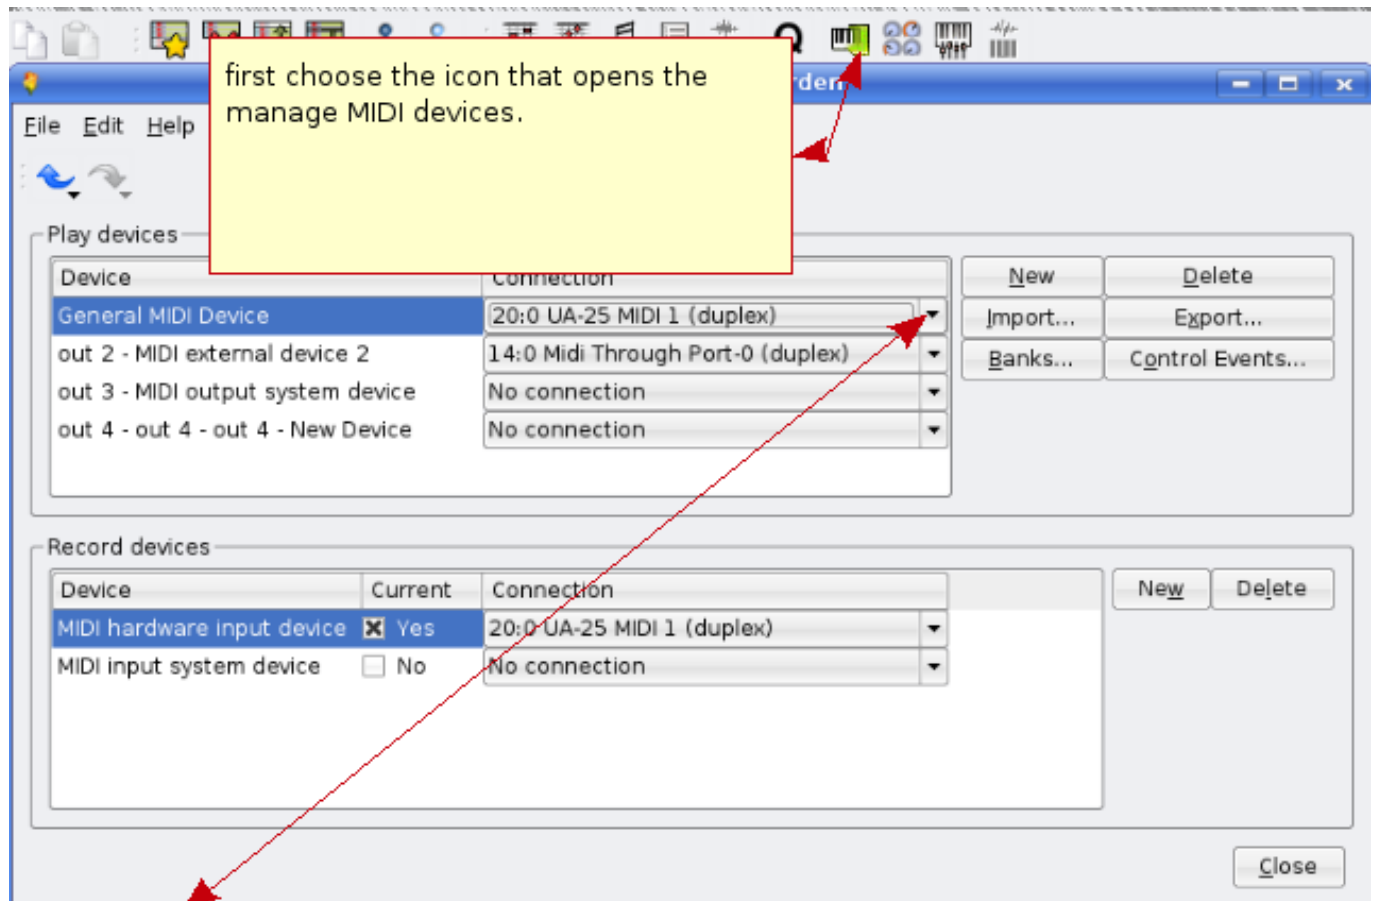 first choose the icon that opens the
manage MIDI devices.
File Edit Help
Play devices
Device Connection
General MIDI Device 20:0 UA-25 MIDI 1 (duplex)
out 2 - MIDI external device 2 14:0 Midi Through Port-0 (duplex)
out 3 - MIDI output system device No connection
out 4 - out 4 - out 4 - New Device No connection
New Delete
Import... Export...
Banks... Control Events...
Record devices
Device Current Connection
MIDI hardware input device Yes 20:0 UA-25 MIDI 1 (duplex)
MIDI input system device No No connection
New Delete
Close